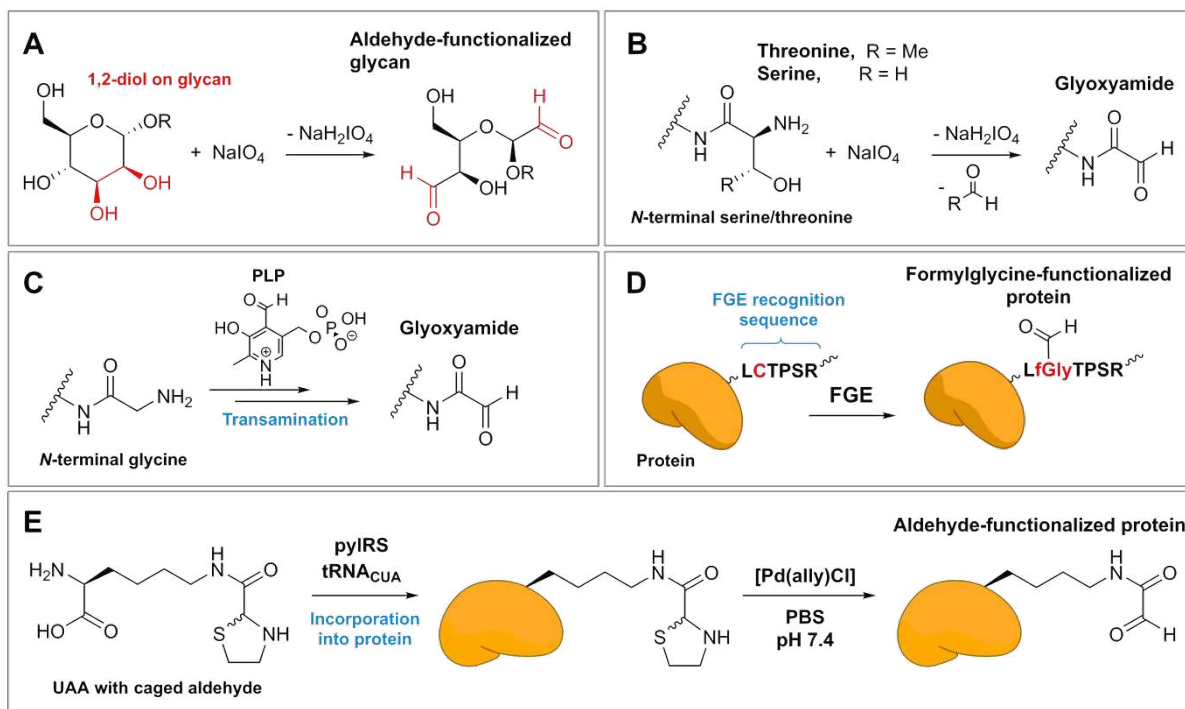 A
1,2-diol on glycan
Aldehyde-functionalized
glycan
OH
O
OR
HO
OH
OH
+ NaIO4
- NaH2IO4
OH
H
O
O
H
OR
OH
O
B
Threonine, R = Me
Serine, R = H
Glyoxyamide
O
NH2
N
H
R
OH
+ NaIO4
- NaH2IO4
-
O
R
H
O
H
N
H
O
N-terminal serine/threonine
C
PLP
O
H
HO
O
P
O
OH
O
⊖
N
+
H
Glyoxyamide
O
NH2
N
H
Transamination
O
H
N
H
O
N-terminal glycine
D
Formylglycine-functionalized
protein
FGE recognition
sequence
LCTPSR
O
H
LfGlyTPSR
FGE
Protein
E
Aldehyde-functionalized protein
H2N
HO
O
H
N
O
S
NH
pylRS
tRNACUA
Incorporation
into protein
H
N
O
S
NH
[Pd(ally)Cl]
PBS
pH 7.4
H
N
O
O
H
UAA with caged aldehyde